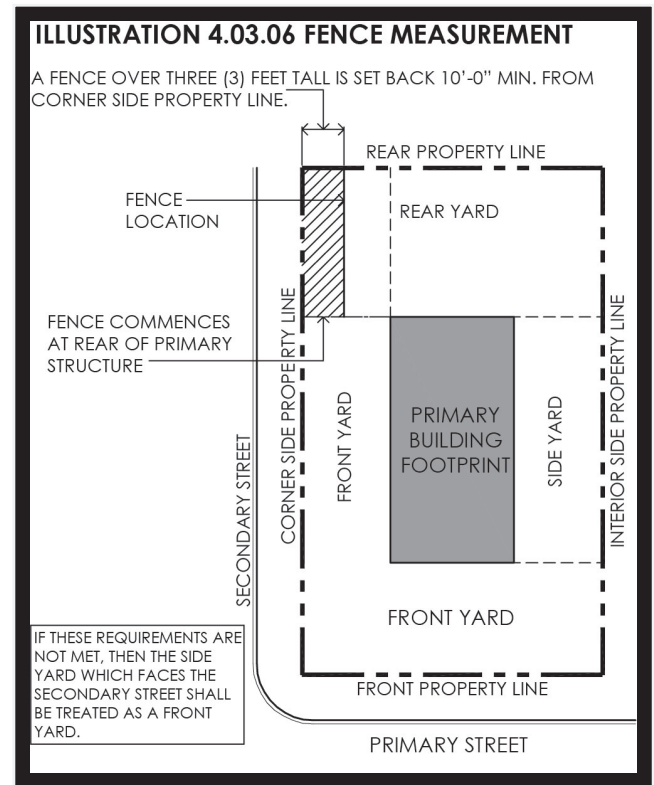 ILLUSTRATION 4.03.06 FENCE MEASUREMENT
A FENCE OVER THREE (3) FEET TALL IS SET BACK 10'-0" MIN. FROM
CORNER SIDE PROPERTY LINE.
REAR PROPERTY LINE
FENCE
LOCATION
REAR YARD
FENCE COMMENCES
AT REAR OF PRIMARY
STRUCTURE
SECONDARY STREET
CORNER SIDE PROPERTY LINE
FRONT YARD
PRIMARY
BUILDING
FOOTPRINT
SIDE YARD
INTERIOR SIDE PROPERTY LINE
FRONT YARD
IF THESE REQUIREMENTS ARE
NOT MET, THEN THE SIDE
YARD WHICH FACES THE
SECONDARY STREET SHALL
BE TREATED AS A FRONT
YARD.
FRONT PROPERTY LINE
PRIMARY STREET